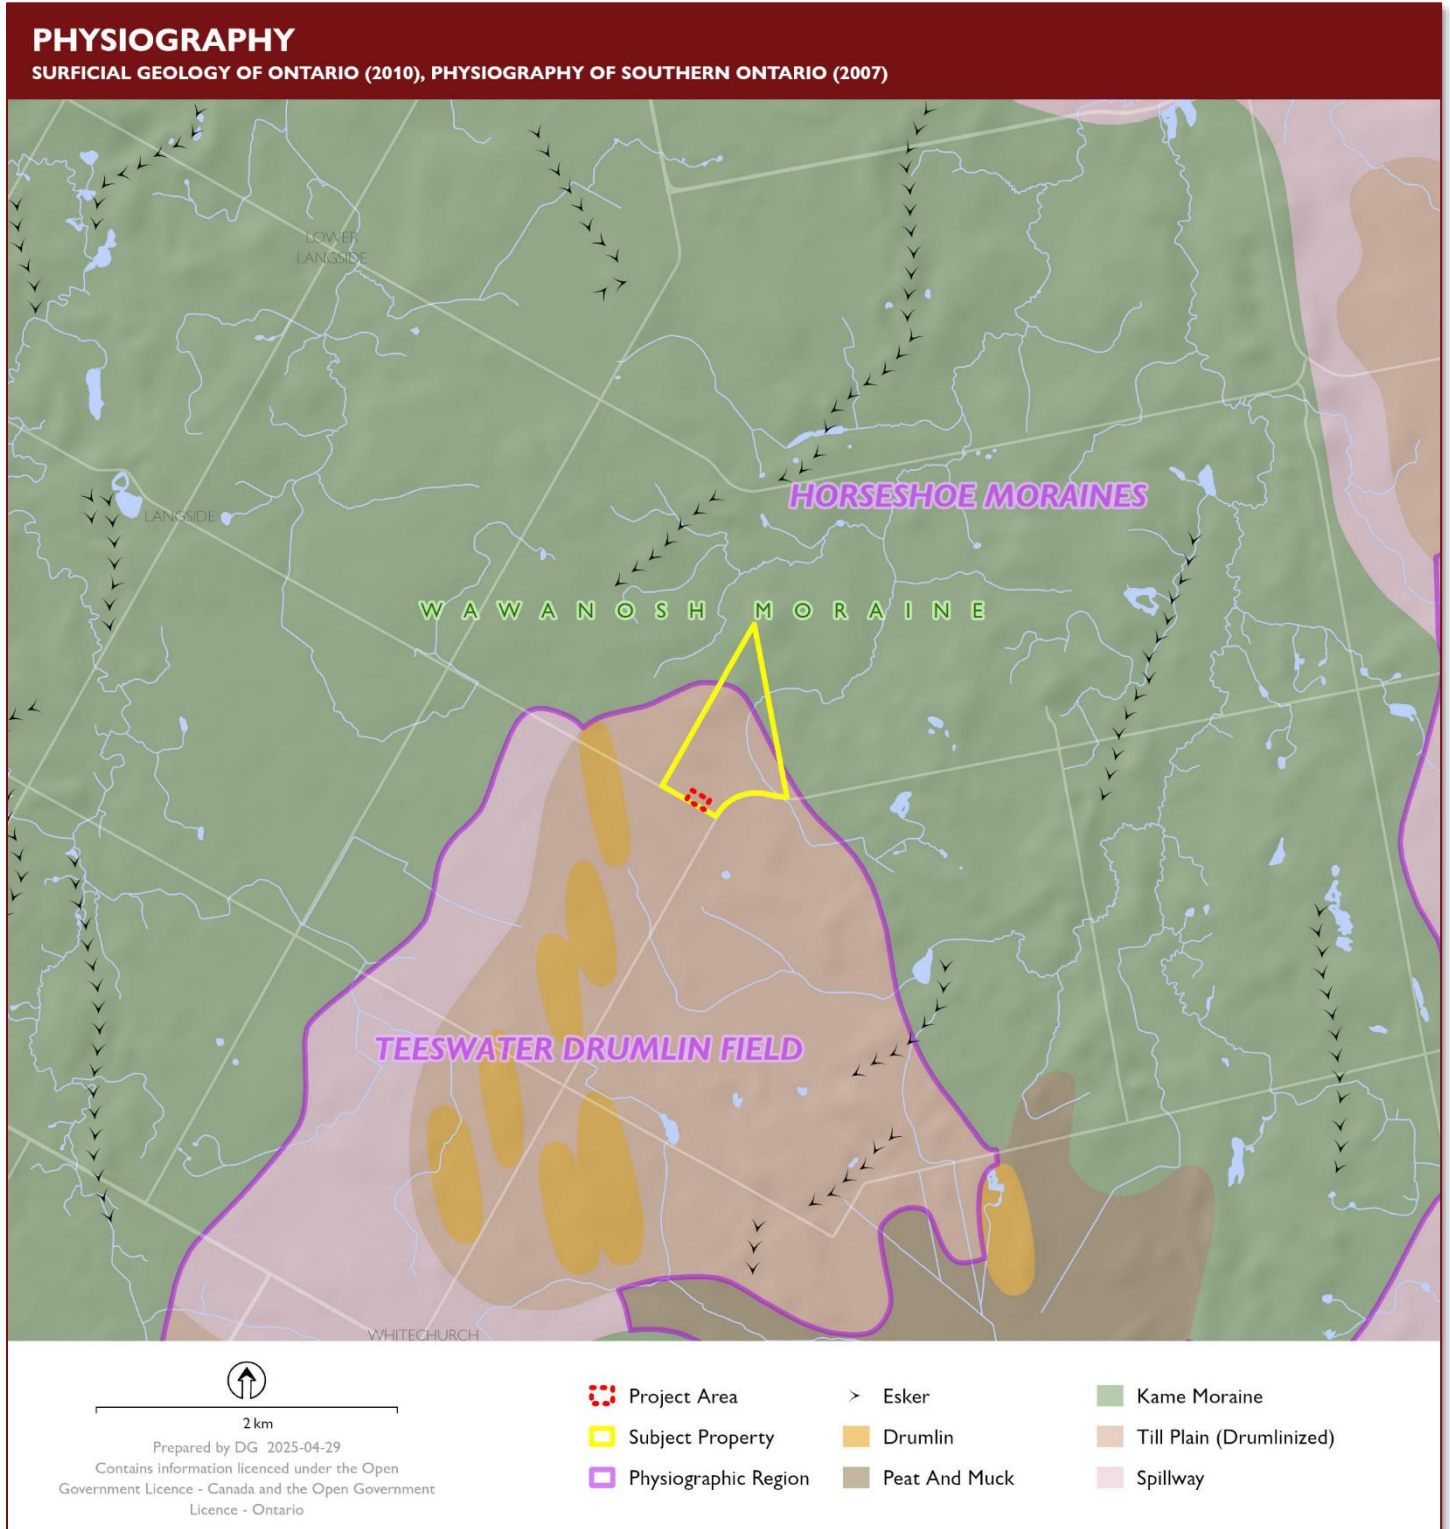 PHYSIOGRAPHY
SURFICIAL GEOLOGY OF ONTARIO (2010), PHYSIOGRAPHY OF SOUTHERN ONTARIO (2007)
LOWER
LANGSIDE
HORSESHOE MORAINES
LANGSIDE
WAWANOSH MORAINE
TEESWATER DRUMLIN FIELD
WHITECHURCH
2 km
Prepared by DG 2025-04-29
Contains information licenced under the Open
Government Licence - Canada and the Open Government
Licence - Ontario
Project Area
Subject Property
Physiographic Region
Esker
Drumlin
Peat And Muck
Kame Moraine
Till Plain (Drumlinized)
Spillway